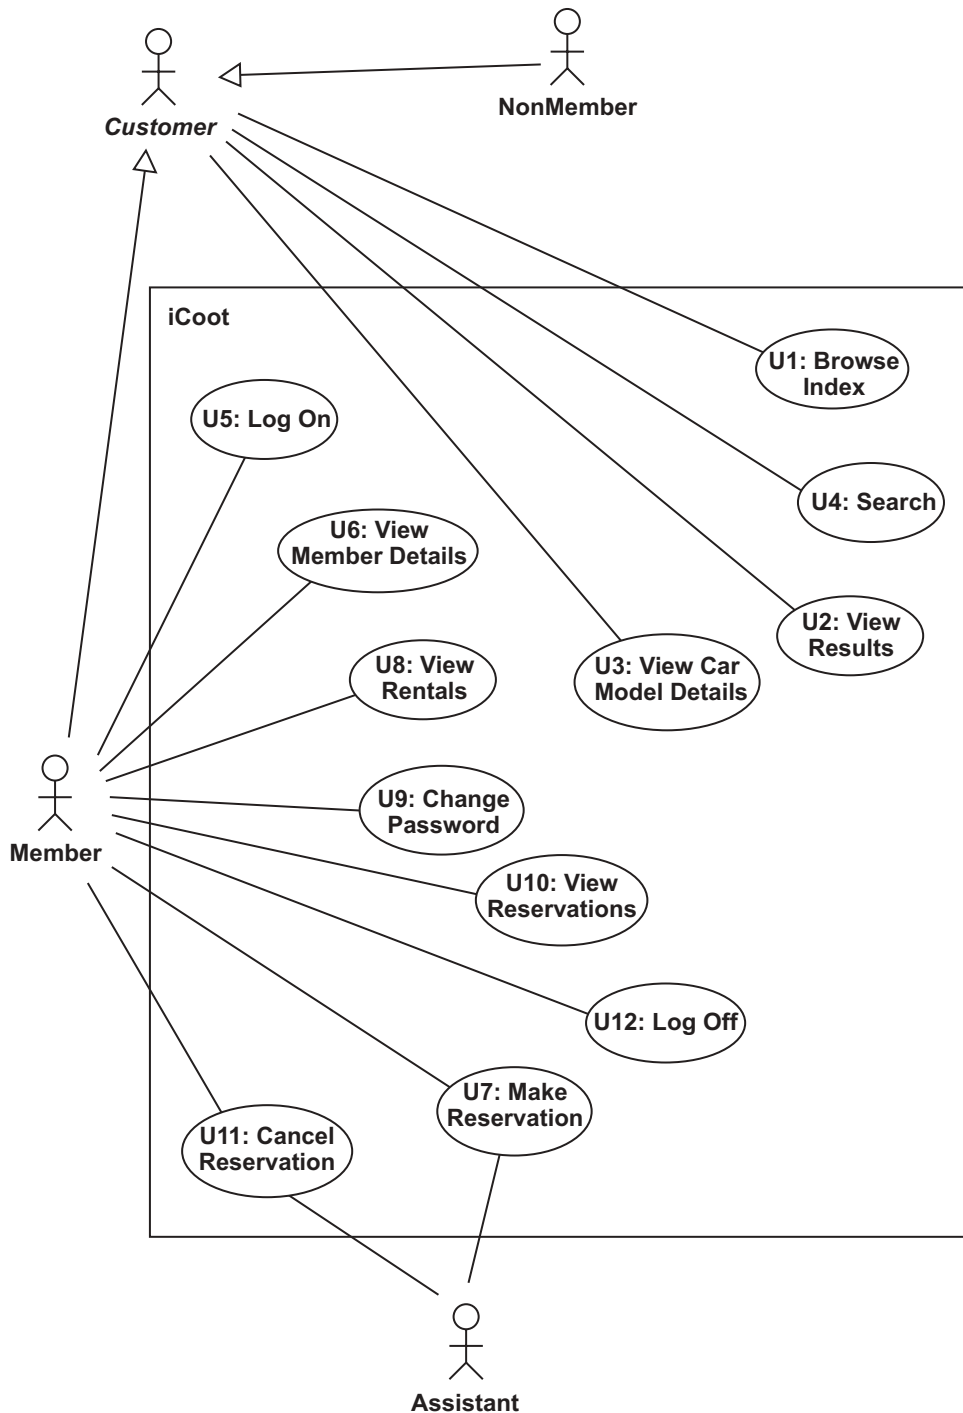 NonMember
Customer
iCoot
U1: Browse
Index
U5: Log On
U4: Search
U6: View
Member Details
U2: View
Results
U8: View
Rentals
U3: View Car
Model Details
U9: Change
Password
Member
U10: View
Reservations
U12: Log Off
U7: Make
Reservation
U11: Cancel
Reservation
Assistant